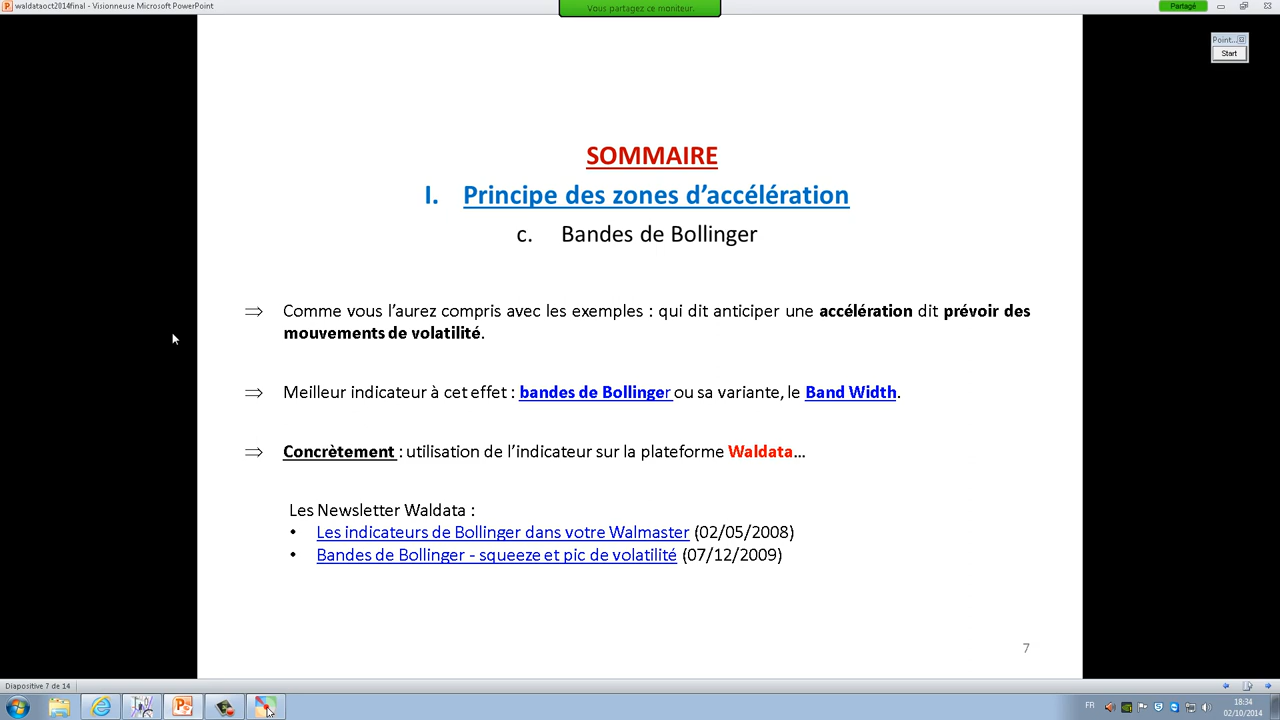 waldataoct2014final - Visionneuse Microsoft PowerPoint
Vous partagez ce moniteur.
Partagé
Point...
Start
SOMMAIRE
I. Principe des zones d’accélération
c. Bandes de Bollinger
⇒ Comme vous l’aurez compris avec les exemples : qui dit anticiper une accélération dit prévoir des
mouvements de volatilité.
⇒ Meilleur indicateur à cet effet : bandes de Bollinger ou sa variante, le Band Width.
⇒ Concrètement : utilisation de l’indicateur sur la plateforme Waldata…
Les Newsletter Waldata :
• Les indicateurs de Bollinger dans votre Walmaster (02/05/2008)
• Bandes de Bollinger - squeeze et pic de volatilité (07/12/2009)
7
Diapositive 7 de 14
FR
18:34
02/10/2014